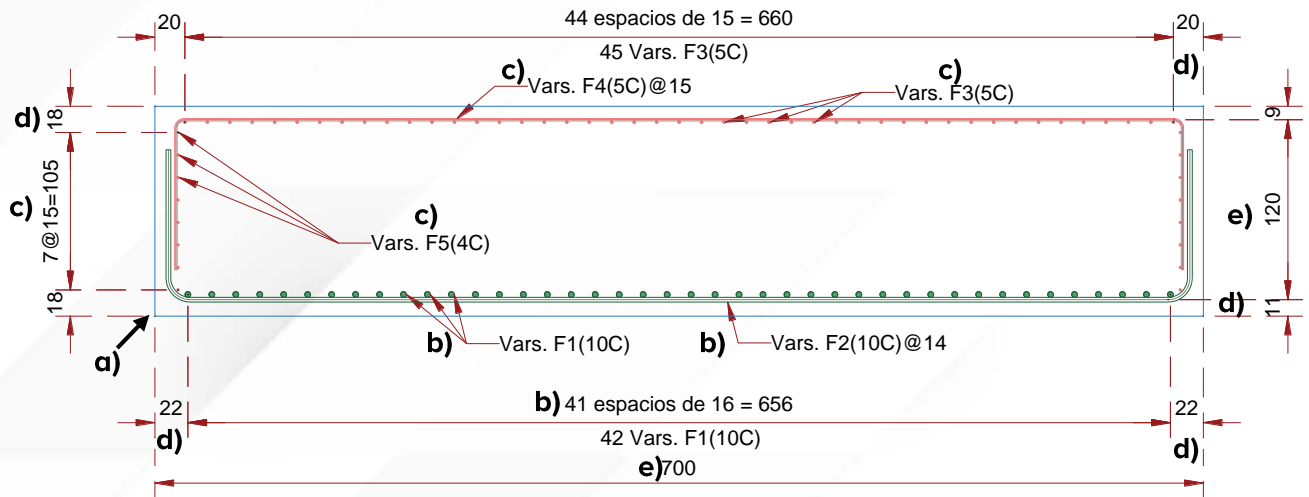 20
44 espacios de 15 = 660
20
45 Vars. F3(5C)
d)
c)
Vars. F4(5C)@15
c)
Vars. F3(5C)
d)
18
9
c)
7@15=105
c)
Vars. F5(4C)
e)
120
18
d)
11
a)
b)
Vars. F1(10C)
b)
Vars. F2(10C)@14
22
b)
41 espacios de 16 = 656
22
d)
42 Vars. F1(10C)
d)
e)
700